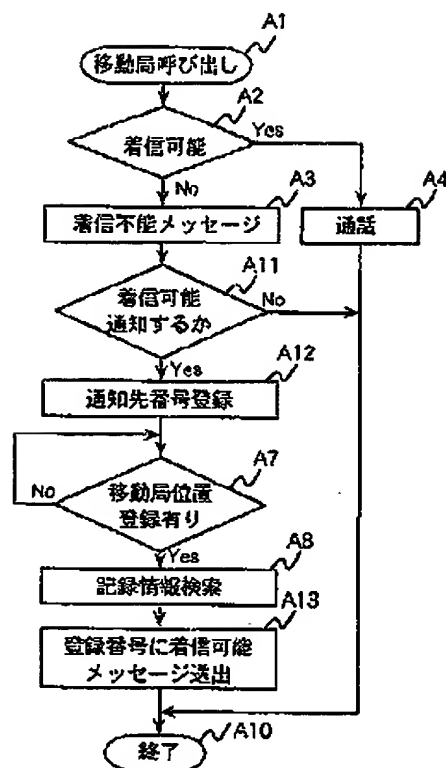 A1
移動局呼び出し
A2
着信可能
Yes
No
A3
着信不能メッセージ
A4
通話
A11
着信可能
通知するか
No
Yes
A12
通知先番号登録
A7
移動局位置
登録有り
No
Yes
A8
記録情報検索
A13
登録番号に着信可能
メッセージ送出
A10
終了